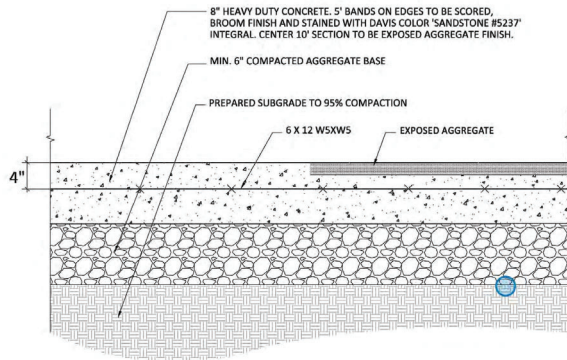 8" HEAVY DUTY CONCRETE. 5' BANDS ON EDGES TO BE SCORED,
BROOM FINISH AND STAINED WITH DAVIS COLOR 'SANDSTONE #5237'
INTEGRAL. CENTER 10' SECTION TO BE EXPOSED AGGREGATE FINISH.
MIN. 6" COMPACTED AGGREGATE BASE
PREPARED SUBGRADE TO 95% COMPACTION
6 X 12 W5XW5
EXPOSED AGGREGATE
4"